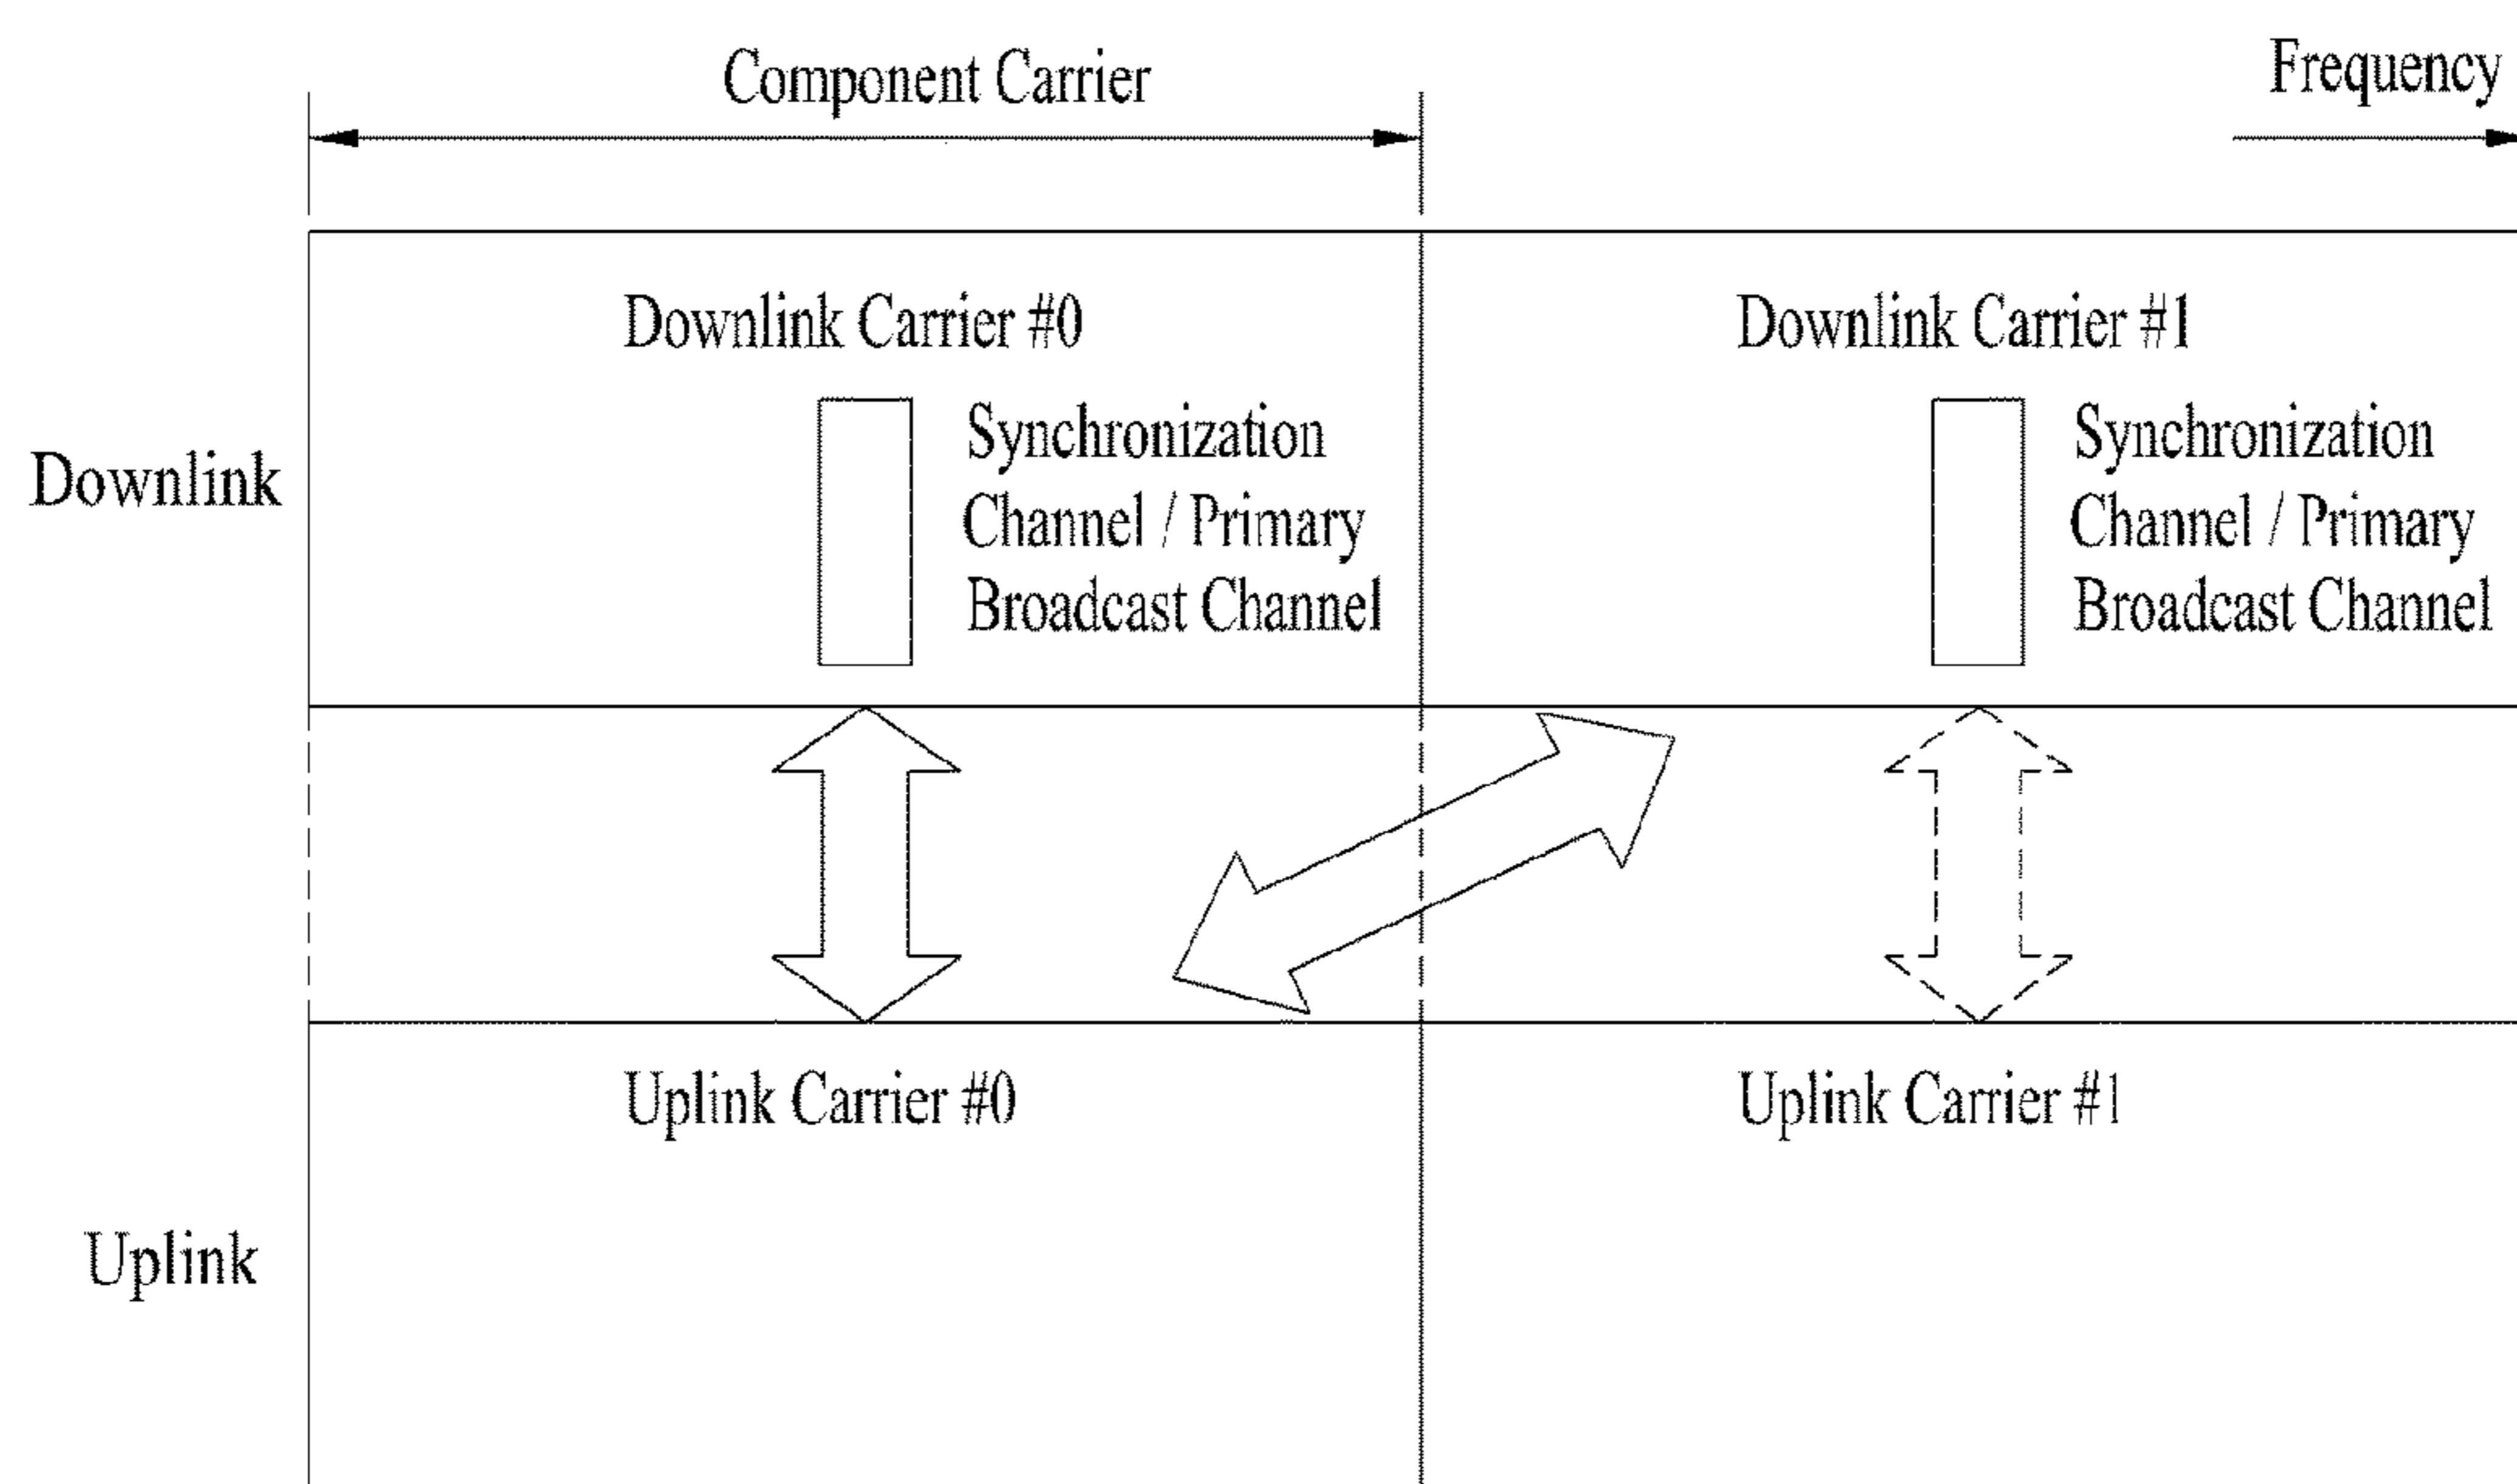 Component Carrier
Frequency
Downlink Carrier #0
Downlink Carrier #1
Downlink
Synchronization
Channel / Primary
Broadcast Channel
Synchronization
Channel / Primary
Broadcast Channel
Uplink Carrier #0
Uplink Carrier #1
Uplink